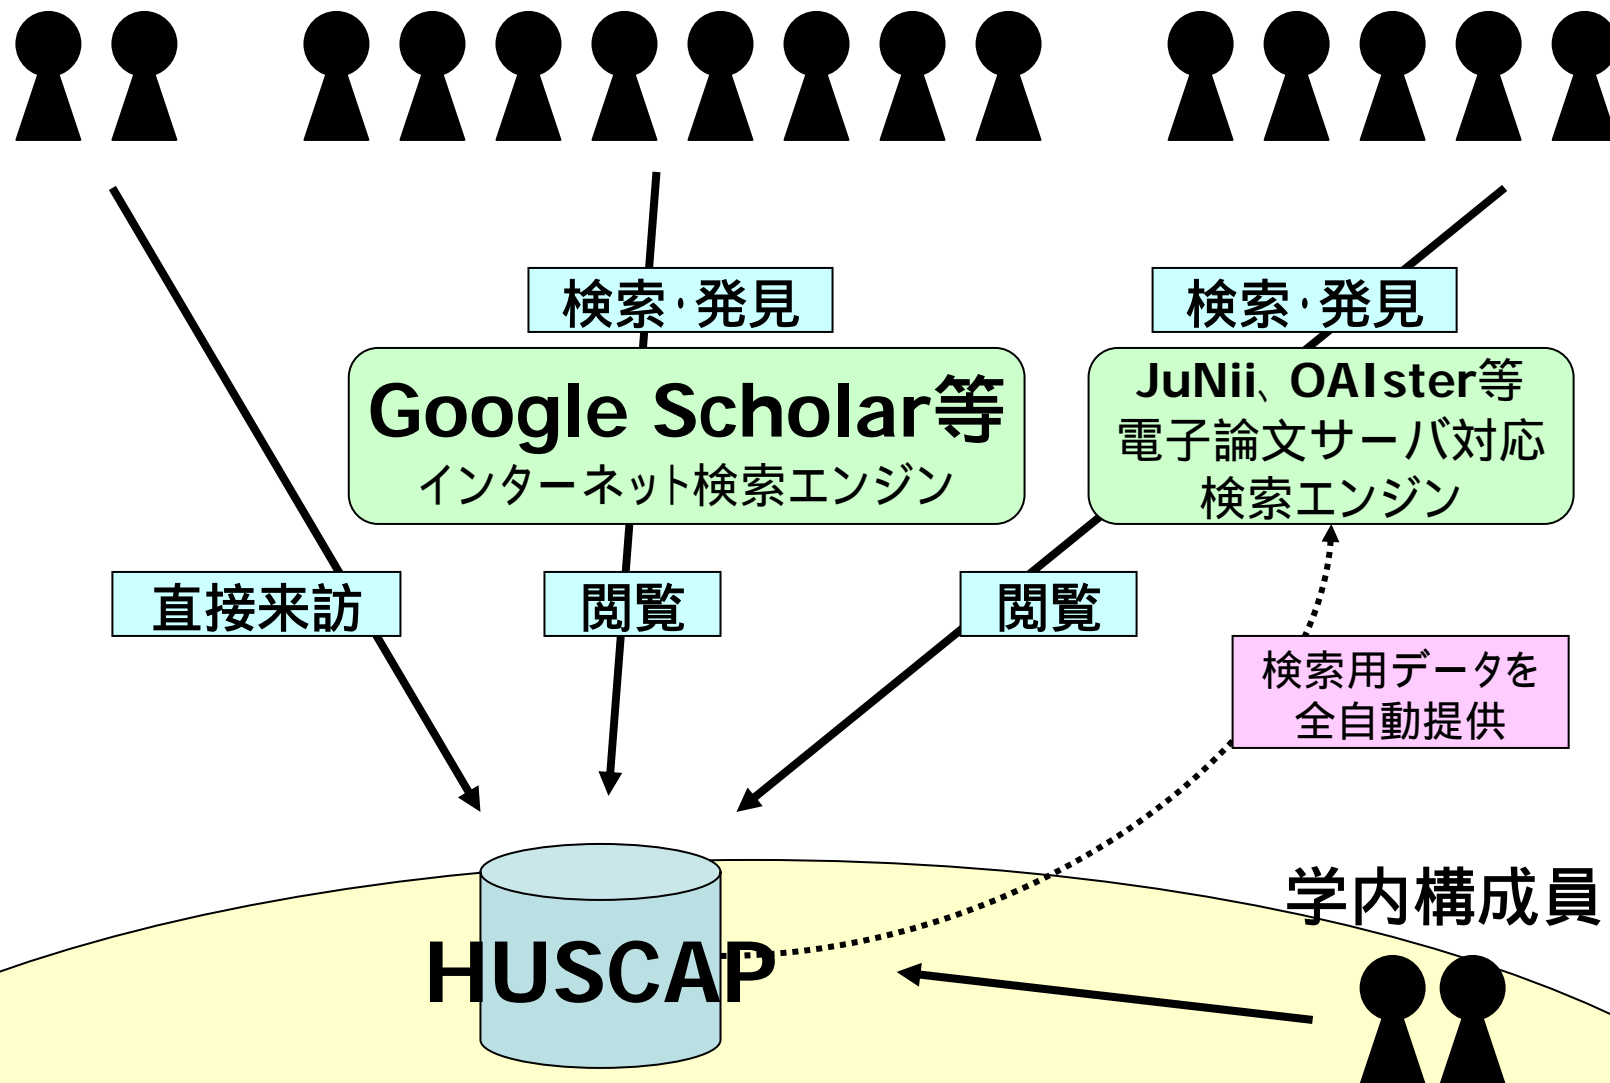 検索・発見
検索・発見
Google Scholar等
インターネット検索エンジン
JuNii、OAIster等
電子論文サーバ対応
検索エンジン
直接来訪
閲覧
閲覧
検索用データを
全自動提供
学内構成員
HUSCAP